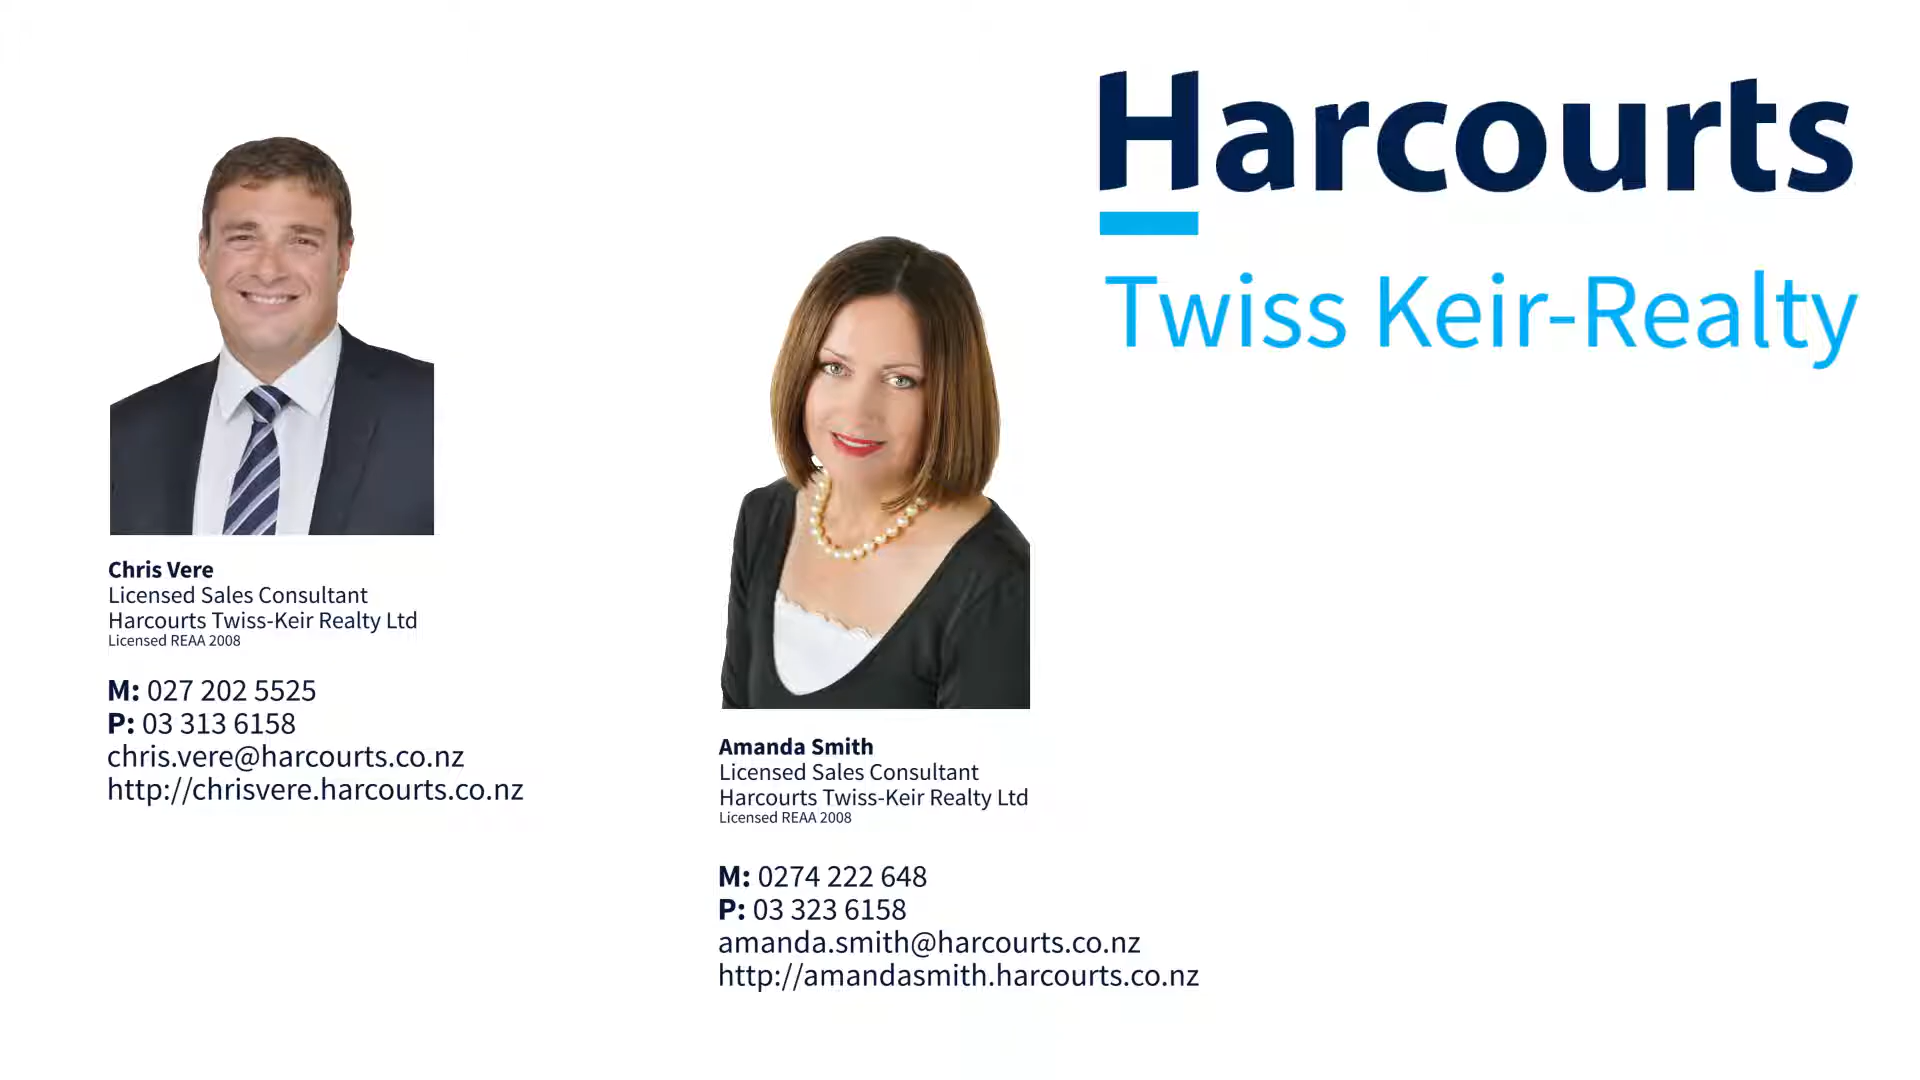 Harcourts
Twiss Keir-Realty
Chris Vere
Licensed Sales Consultant
Harcourts Twiss-Keir Realty Ltd
Licensed REAA 2008
M: 027 202 5525
P: 03 313 6158
chris.vere@harcourts.co.nz
http://chrisvere.harcourts.co.nz
Amanda Smith
Licensed Sales Consultant
Harcourts Twiss-Keir Realty Ltd
Licensed REAA 2008
M: 0274 222 648
P: 03 323 6158
amanda.smith@harcourts.co.nz
http://amandasmith.harcourts.co.nz